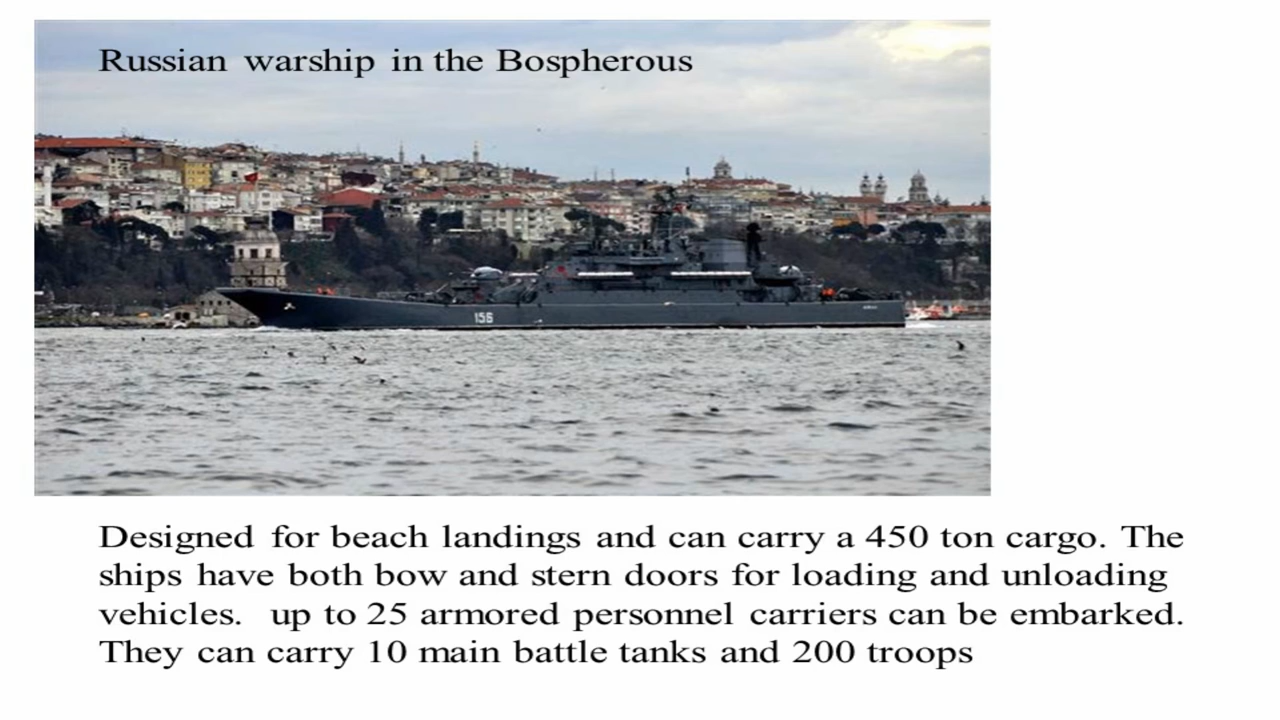 Russian warship in the Bospherous
156
Designed for beach landings and can carry a 450 ton cargo. The
ships have both bow and stern doors for loading and unloading
vehicles. up to 25 armored personnel carriers can be embarked.
They can carry 10 main battle tanks and 200 troops